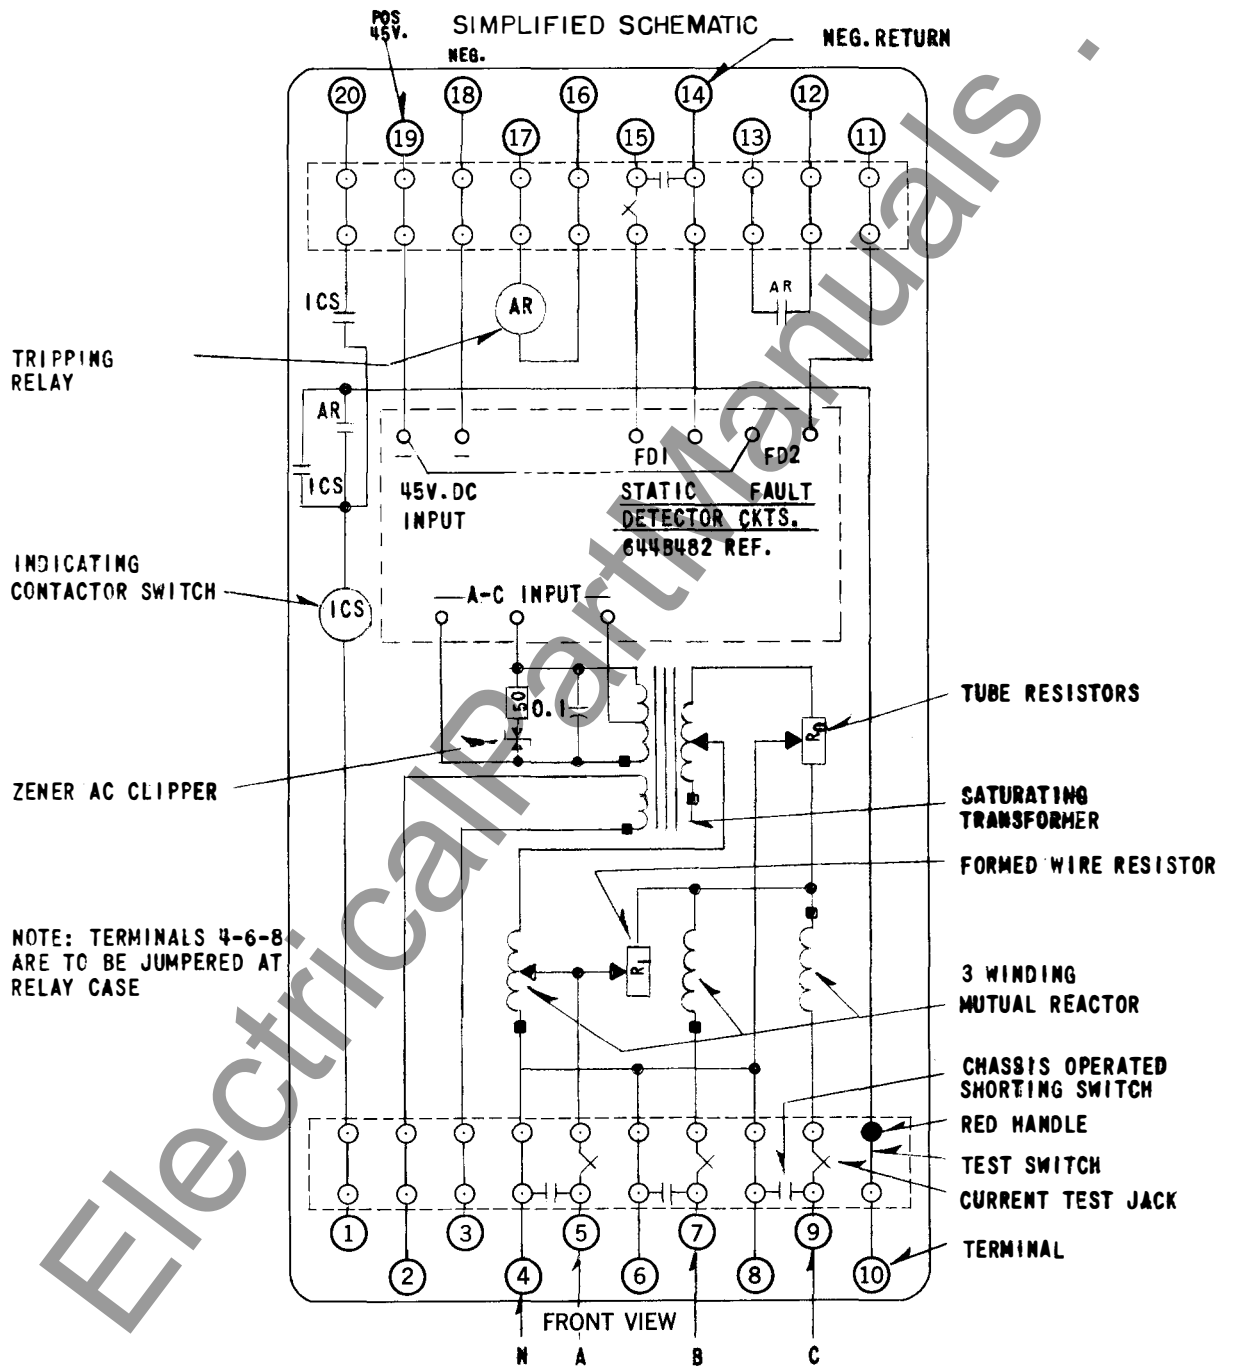 SIMPLIFIED SCHEMATIC
POS
45V.
NEG.
NEG. RETURN
20
18
16
14
12
19
17
15
13
11
ICS
AR
AR
TRIPPING
RELAY
AR
ICS
FD1
FD2
45V. DC
INPUT
STATIC FAULT
DETECTOR CKTS.
644B482 REF.
INDICATING
CONTACTOR SWITCH
ICS
A-C INPUT
50
0.1
R0
TUBE RESISTORS
ZENER AC CLIPPER
SATURATING
TRANSFORMER
FORMED WIRE RESISTOR
NOTE: TERMINALS 4-6-8
ARE TO BE JUMPERED AT
RELAY CASE
R1
3 WINDING
MUTUAL REACTOR
CHASSIS OPERATED
SHORTING SWITCH
RED HANDLE
TEST SWITCH
CURRENT TEST JACK
1
3
5
7
9
TERMINAL
2
4
6
8
10
FRONT VIEW
N
A
B
C
ElectricalPartManuals .